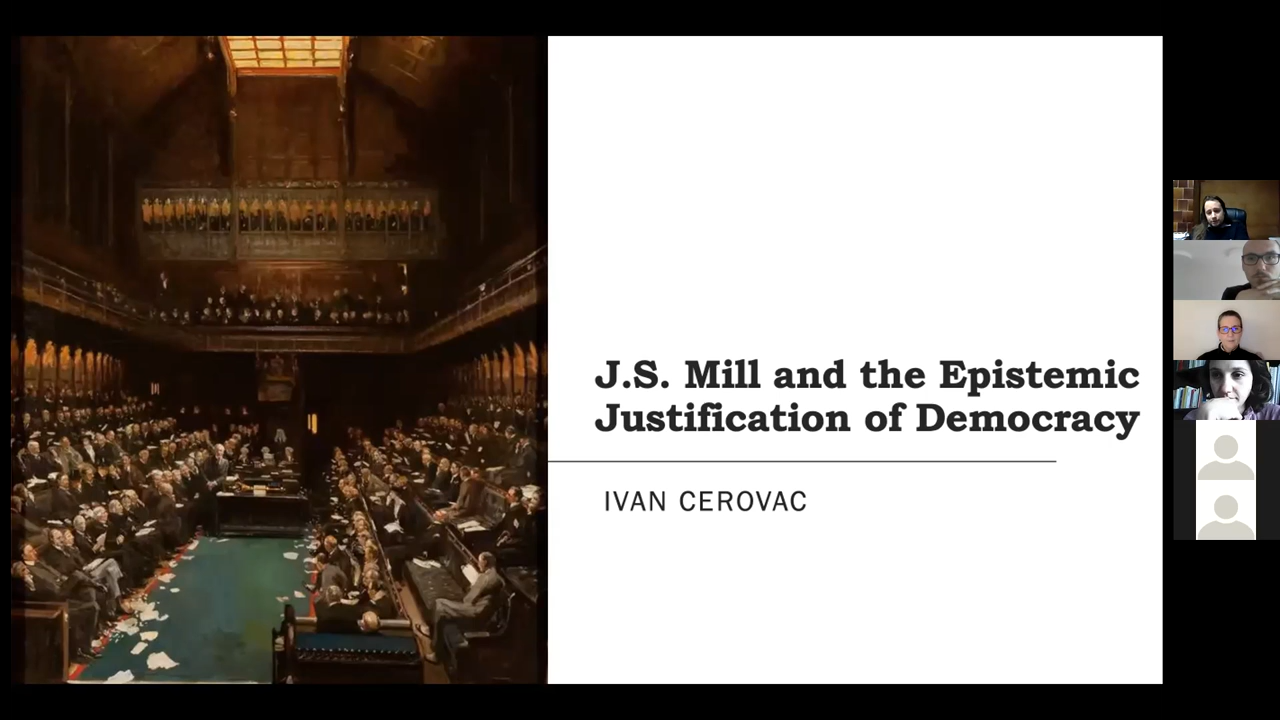 J.S. Mill and the Epistemic
Justification of Democracy
IVAN CEROVAC